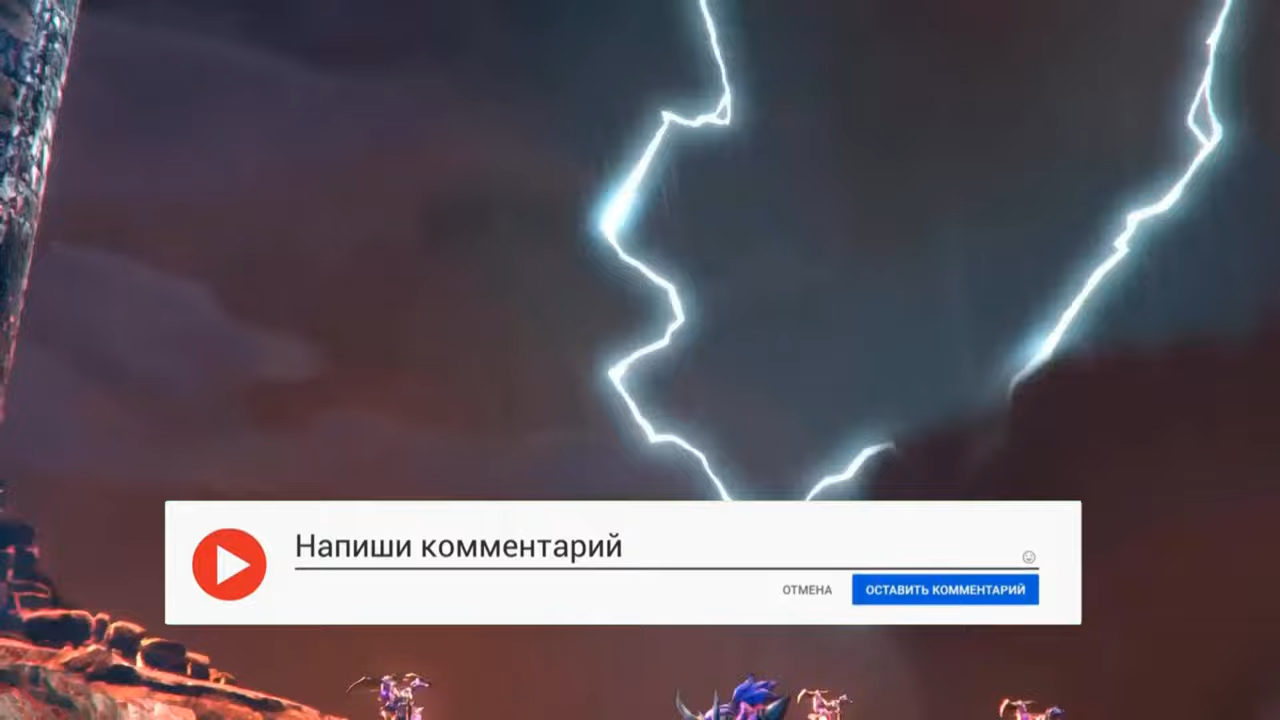 Напиши комментарий
ОТМЕНА
ОСТАВИТЬ КОММЕНТАРИЙ